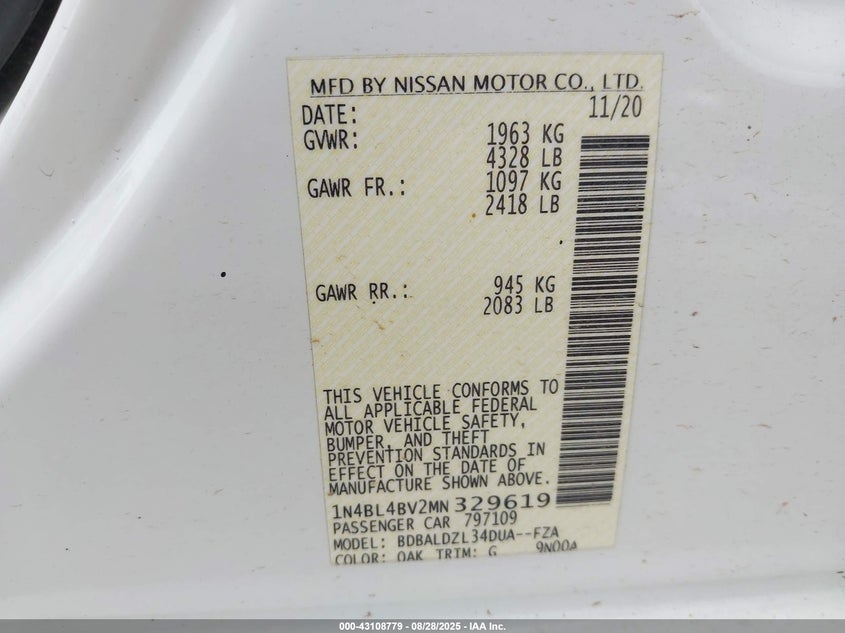 MFD BY NISSAN MOTOR CO., LTD.
DATE: 11/20
GVWR: 1963 KG
4328 LB
GAWR FR.: 1097 KG
2418 LB
GAWR RR.: 945 KG
2083 LB
THIS VEHICLE CONFORMS TO
ALL APPLICABLE FEDERAL
MOTOR VEHICLE SAFETY,
BUMPER, AND THEFT
PREVENTION STANDARDS IN
EFFECT ON THE DATE OF
MANUFACTURE SHOWN ABOVE.
1N4BL4BV2MN329619
PASSENGER CAR 797109
MODEL: BDBALDZL34DUA--FZA
COLOR: QAK TRIM: G 9N00A
000-43108779 - 08/28/2025 - IAA Inc.